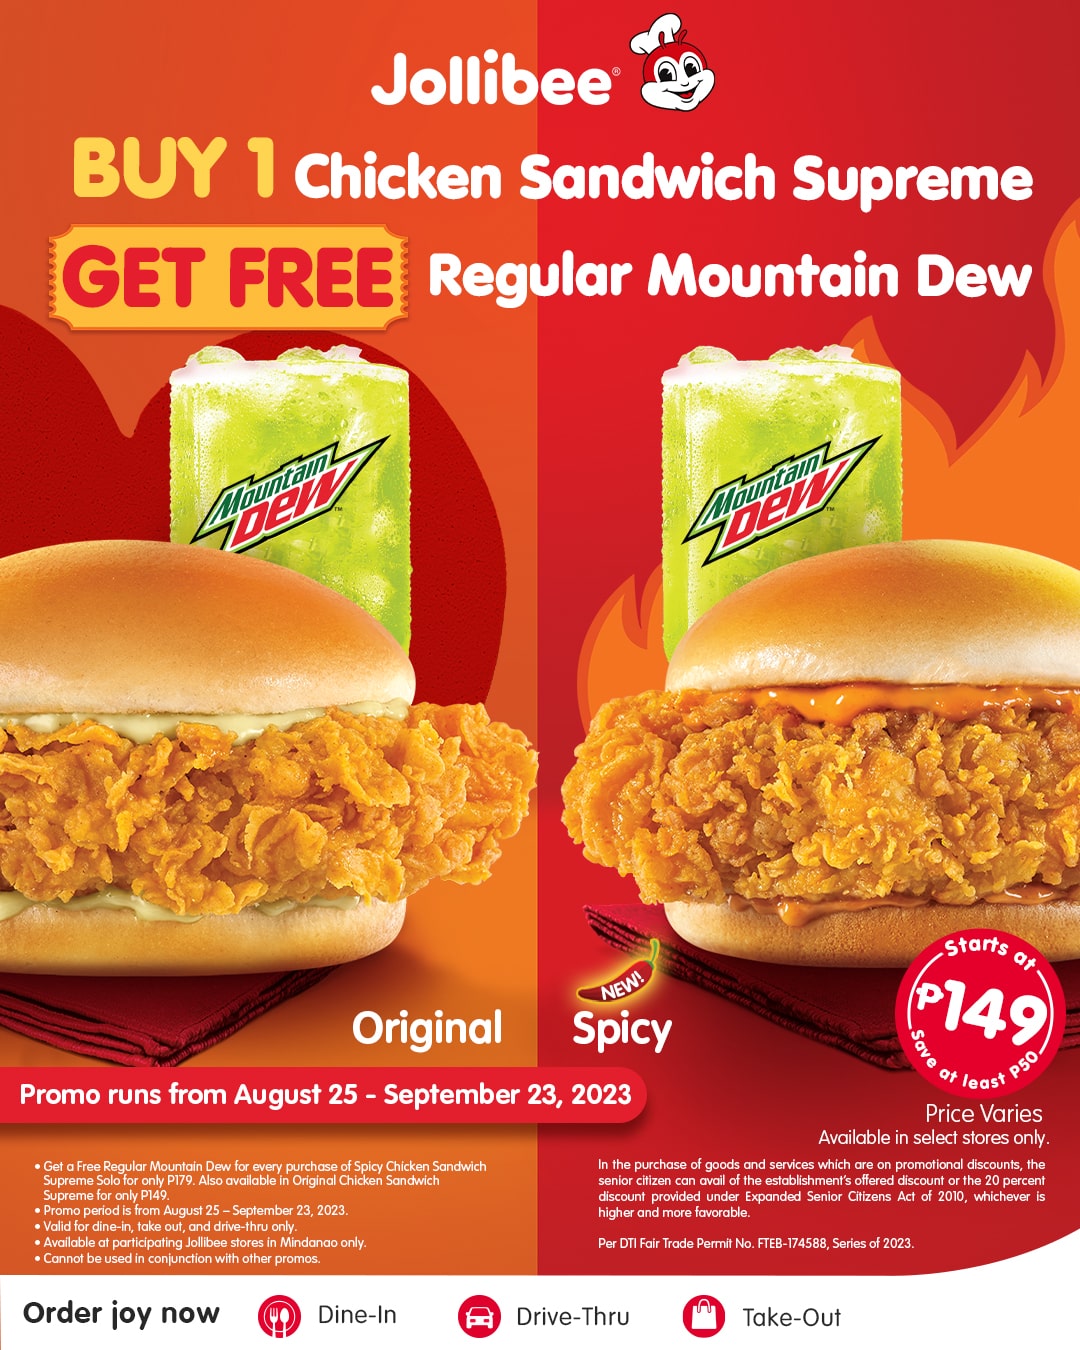 Jollibee®
BUY 1 Chicken Sandwich Supreme
GET FREE Regular Mountain Dew
Mountain
Dew™
Mountain
Dew™
Original
NEW!
Spicy
Starts at
₱149
Save at least ₱50
Price Varies
Available in select stores only.
Promo runs from August 25 - September 23, 2023
• Get a Free Regular Mountain Dew for every purchase of Spicy Chicken Sandwich
Supreme Solo for only P179. Also available in Original Chicken Sandwich
Supreme for only P149.
• Promo period is from August 25 – September 23, 2023.
• Valid for dine-in, take out, and drive-thru only.
• Available at participating Jollibee stores in Mindanao only.
• Cannot be used in conjunction with other promos.
In the purchase of goods and services which are on promotional discounts, the
senior citizen can avail of the establishment's offered discount or the 20 percent
discount provided under Expanded Senior Citizens Act of 2010, whichever is
higher and more favorable.
Per DTI Fair Trade Permit No. FTEB-174588, Series of 2023.
Order joy now
Dine-In
Drive-Thru
Take-Out